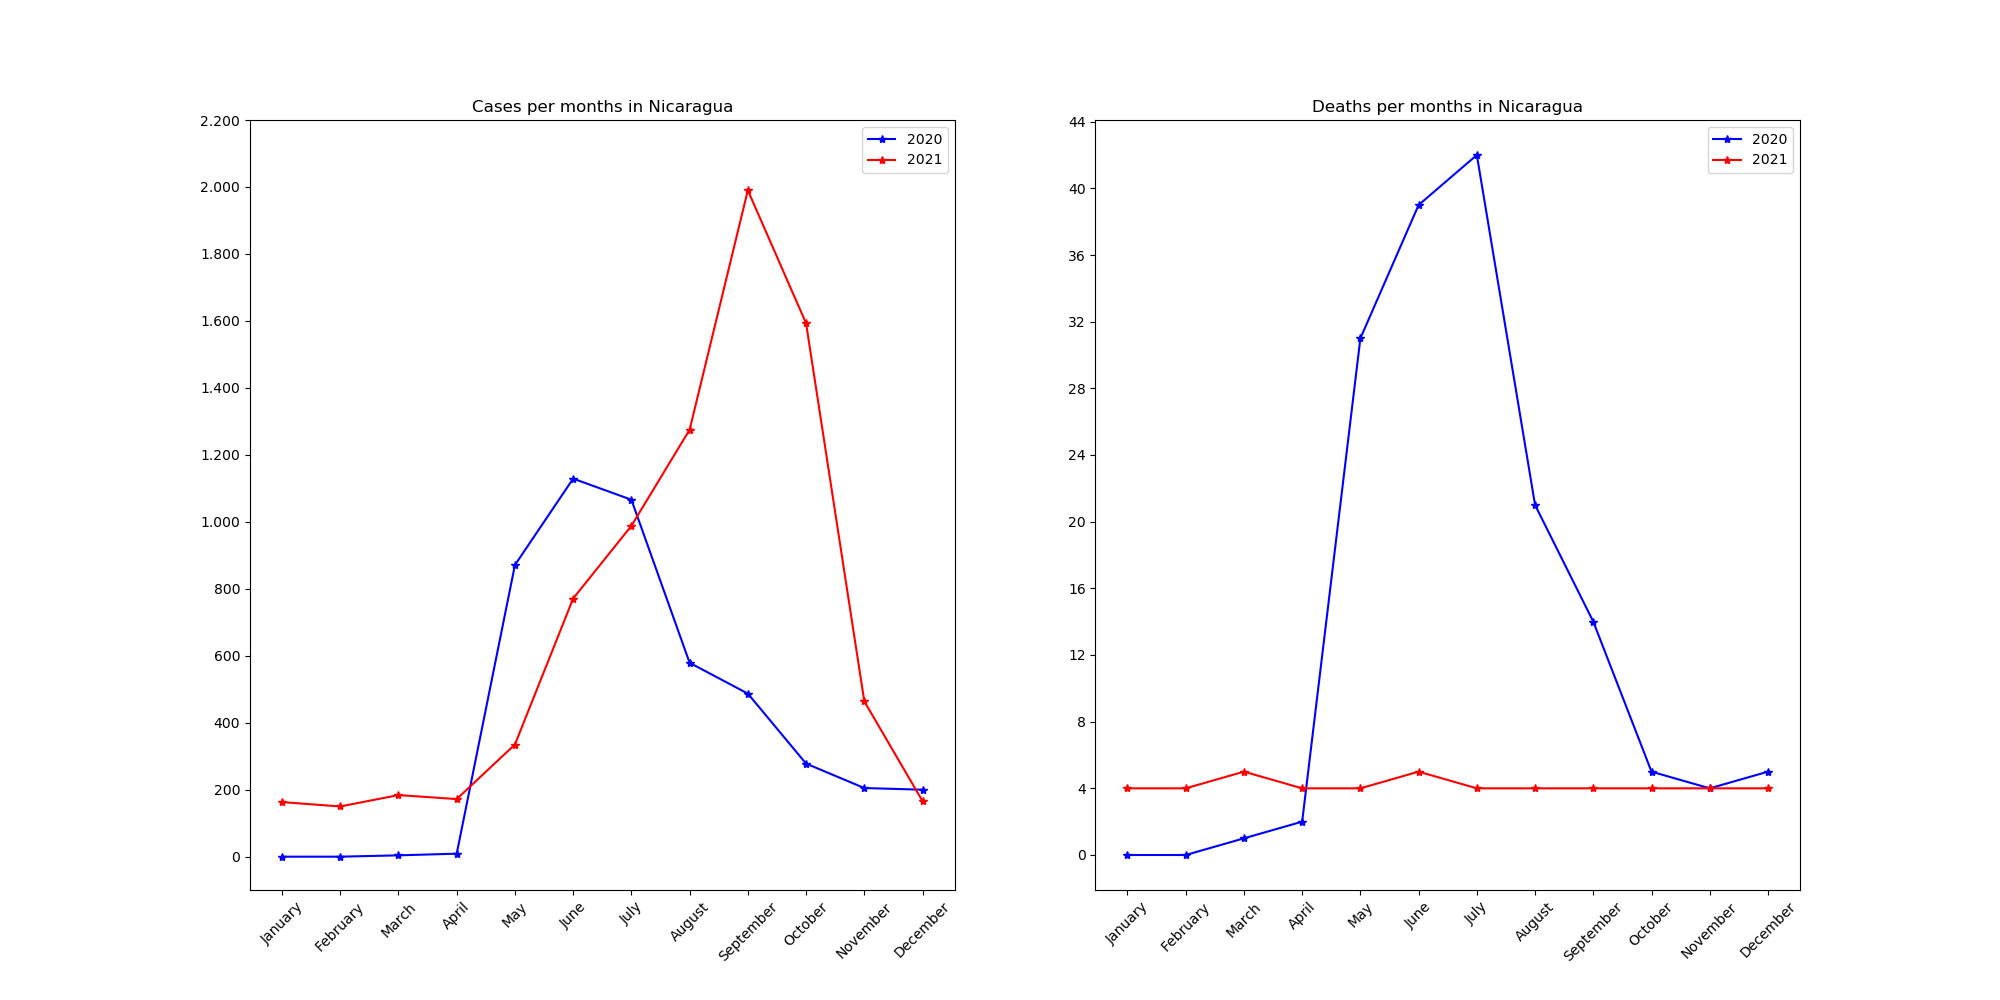 Cases per months in Nicaragua
2.200
2.000
1.800
1.600
1.400
1.200
1.000
800
600
400
200
0
January
February
March
April
May
June
July
August
September
October
November
December
2020
2021
Deaths per months in Nicaragua
44
40
36
32
28
24
20
16
12
8
4
0
January
February
March
April
May
June
July
August
September
October
November
December
2020
2021